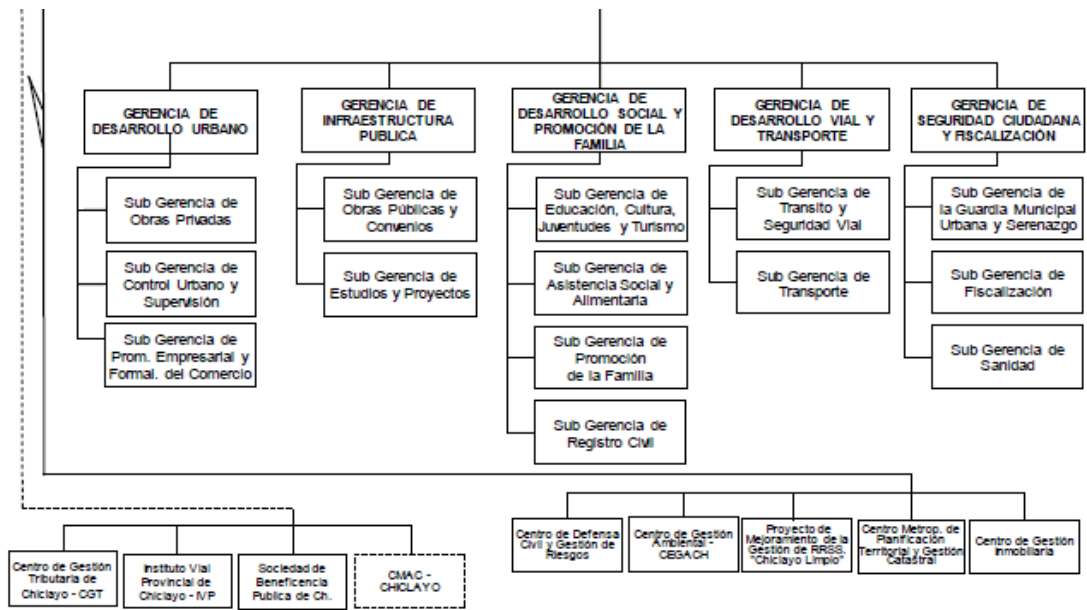 GERENCIA DE
DESARROLLO URBANO
GERENCIA DE
INFRAESTRUCTURA
PUBLICA
GERENCIA DE
DESARROLLO SOCIAL Y
PROMOCIÓN DE LA
FAMILIA
GERENCIA DE
DESARROLLO VIAL Y
TRANSPORTE
GERENCIA DE
SEGURIDAD CIUDADANA
Y FISCALIZACIÓN
Sub Gerencia de
Obras Privadas
Sub Gerencia de
Control Urbano y
Supervisión
Sub Gerencia de
Prom. Empresarial y
Formal. del Comercio
Sub Gerencia de
Obras Públicas y
Convenios
Sub Gerencia de
Estudios y Proyectos
Sub Gerencia de
Educación, Cultura,
Juventudes y Turismo
Sub Gerencia de
Asistencia Social y
Alimentaria
Sub Gerencia de
Promoción
de la Familia
Sub Gerencia de
Registro Civil
Sub Gerencia de
Transito y
Seguridad Vial
Sub Gerencia de
Transporte
Sub Gerencia de
la Guardia Municipal
Urbana y Serenazgo
Sub Gerencia de
Fiscalización
Sub Gerencia de
Sanidad
Centro de Gestión
Tributaria de
Chiclayo - CGT
Instituto Vial
Provincial de
Chiclayo - IVP
Sociedad de
Beneficencia
Publica de Ch.
CMAC -
CHICLAYO
Centro de Defensa
Civil y Gestión de
Riesgos
Centro de Gestión
Ambiental -
CEGACH
Proyecto de
Mejoramiento de la
Gestión de RRSS.
"Chiclayo Limpio"
Centro Metrop. de
Planificación
Territorial y Gestión
Catastral
Centro de Gestión
Inmobiliaria